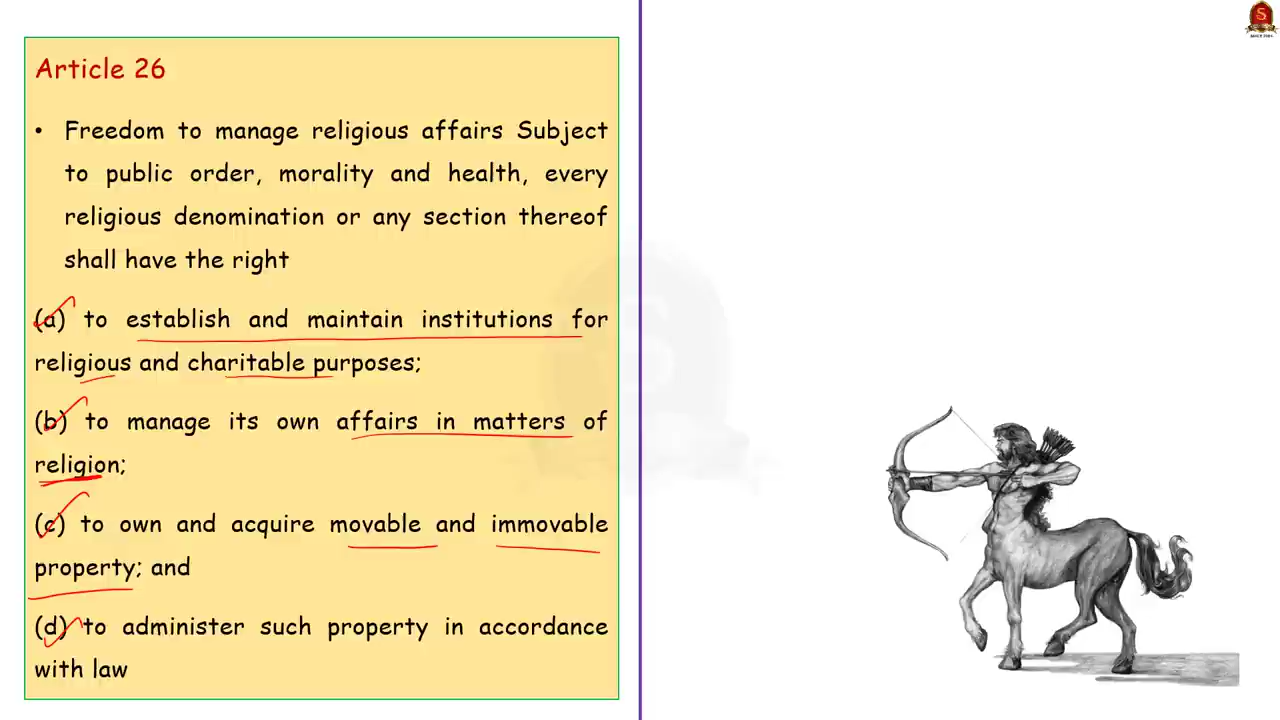 Article 26
• Freedom to manage religious affairs Subject
to public order, morality and health, every
religious denomination or any section thereof
shall have the right
(a) to establish and maintain institutions for
religious and charitable purposes;
(b) to manage its own affairs in matters of
religion;
(c) to own and acquire movable and immovable
property; and
(d) to administer such property in accordance
with law
S